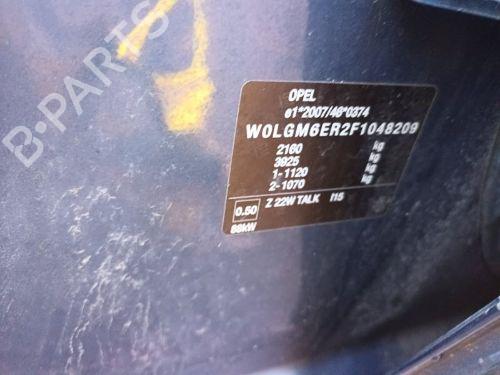 B-PARTS
OPEL
e1*2007/46*0374
W0LGM6ER2F1048209
2160 kg
3925 kg
1-1120 kg
2-1070 kg
0.50 Z 22W TALK I15
88KW